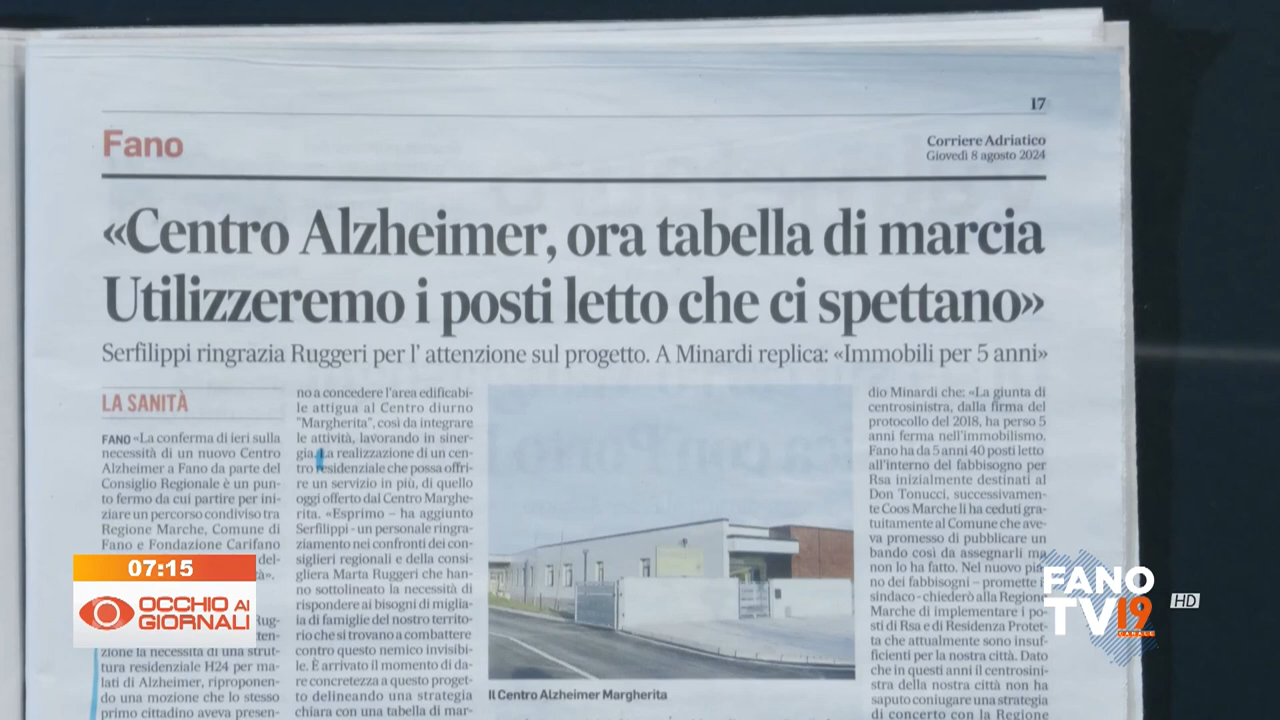 17
Fano
Corriere Adriatico
Giovedì 8 agosto 2024
«Centro Alzheimer, ora tabella di marcia
Utilizzeremo i posti letto che ci spettano»
Serfilippi ringrazia Ruggeri per l' attenzione sul progetto. A Minardi replica: «Immobili per 5 anni»
LA SANITÀ
FANO «La conferma di ieri sulla
necessità di un nuovo Centro
Alzheimer a Fano da parte del
Consiglio Regionale è un pun-
to fermo da cui partire per ini-
ziare un percorso condiviso tra
Regione Marche, Comune di
Fano e Fondazione Carifano
del-
tà».
Rug-
zione la necessità di una strut-
tura residenziale H24 per ma-
lati di Alzheimer, riproponen-
do una mozione che lo stesso
primo cittadino aveva presen-
no a concedere l'area edificabi-
le attigua al Centro diurno
"Margherita", così da integrare
le attività, lavorando in siner-
gia. La realizzazione di un cen-
tro residenziale che possa offri-
re un servizio in più, di quello
oggi offerto dal Centro Marghe-
rita. «Esprimo – ha aggiunto
Serfilippi - un personale ringra-
ziamento nei confronti dei con-
siglieri regionali e della consi-
gliera Marta Ruggeri che han-
no sottolineato la necessità di
rispondere ai bisogni di miglia-
ia di famiglie del nostro territo-
rio che si trovano a combattere
contro questo nemico invisibi-
le. È arrivato il momento di da-
re concretezza a questo proget-
to delineando una strategia
chiara con una tabella di mar-
Il Centro Alzheimer Margherita
dio Minardi che: «La giunta di
centrosinistra, dalla firma del
protocollo del 2018, ha perso 5
anni ferma nell'immobilismo.
Fano ha da 5 anni 40 posti letto
all'interno del fabbisogno per
Rsa inizialmente destinati al
Don Tonucci, successivamen-
te Coos Marche li ha ceduti gra-
tuitamente al Comune che ave-
va promesso di pubblicare un
bando così da assegnarli ma
non lo ha fatto. Nel nuovo pia-
no dei fabbisogni – promette il
sindaco - chiederò alla Regione
Marche di implementare i po-
sti di Rsa e di Residenza Protet-
ta che attualmente sono insuf-
ficienti per la nostra città. Dato
che in questi anni il centrosini-
stra della nostra città non ha
saputo coniugare una strategia
di concerto con la Regione
07:15
OCCHIO AI
GIORNALI
FANO
TV 19
CANALE
HD